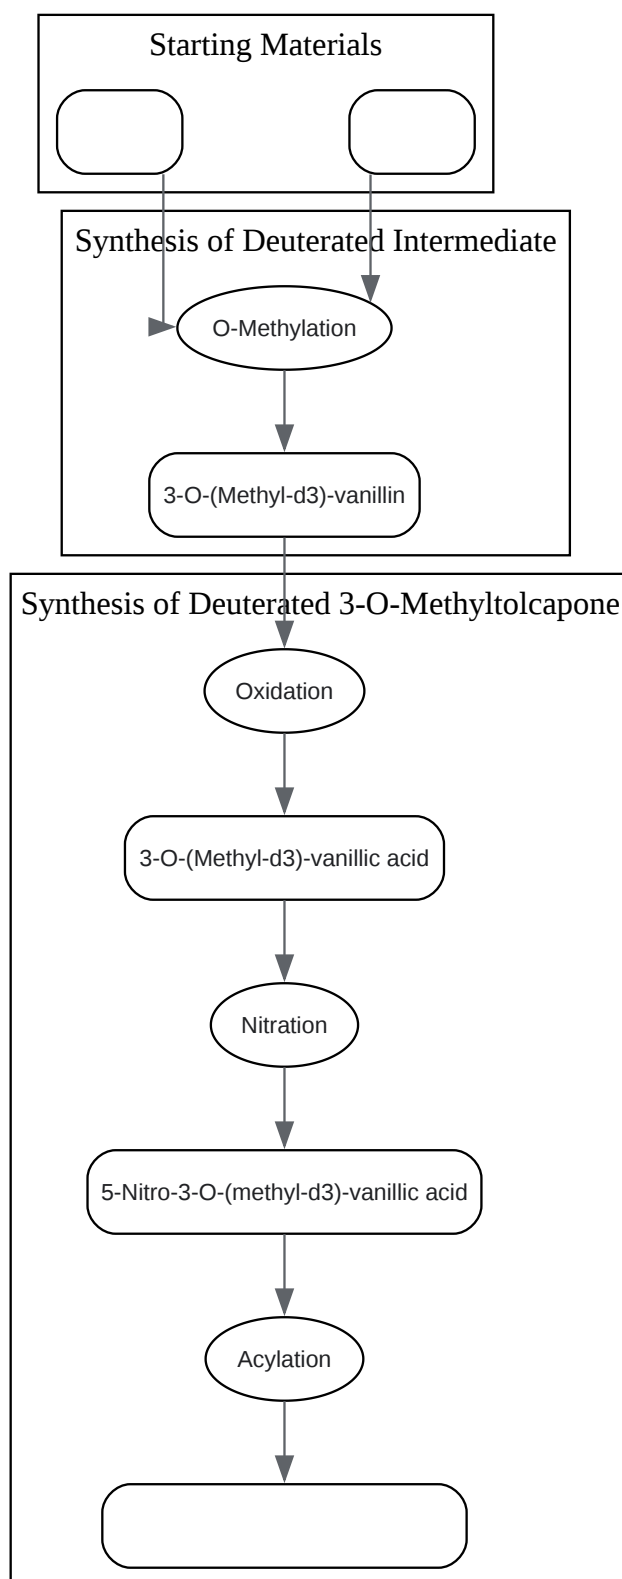 Starting Materials
Synthesis of Deuterated Intermediate
O-Methylation
3-O-(Methyl-d3)-vanillin
Synthesis of Deuterated 3-O-Methyltolcapone
Oxidation
3-O-(Methyl-d3)-vanillic acid
Nitration
5-Nitro-3-O-(methyl-d3)-vanillic acid
Acylation